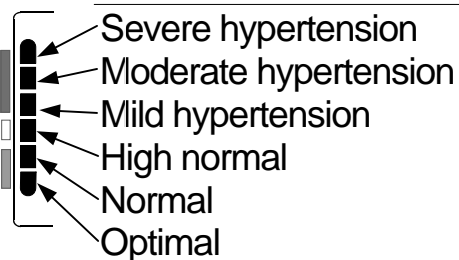 Severe hypertension
Moderate hypertension
Mild hypertension
High normal
Normal
Optimal